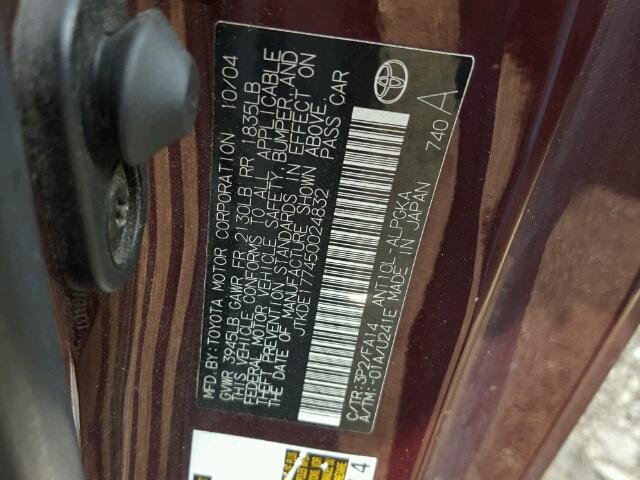 MFD.BY:TOYOTA MOTOR CORPORATION 10/04
GVWR 3945LB GAWR FR 2130LB RR 1835LB
THIS VEHICLE CONFORMS TO ALL APPLICABLE
FEDERAL MOTOR VEHICLE SAFETY, BUMPER, AND
THEFT PREVENTION STANDARDS IN EFFECT ON
THE DATE OF MANUFACTURE SHOWN ABOVE.
JTKDE177450024832 PASS CAR
C/TR:3P2/FA14 ANT10L-ALPGKA
A/TM:-01A/U241E MADE IN JAPAN
740 A